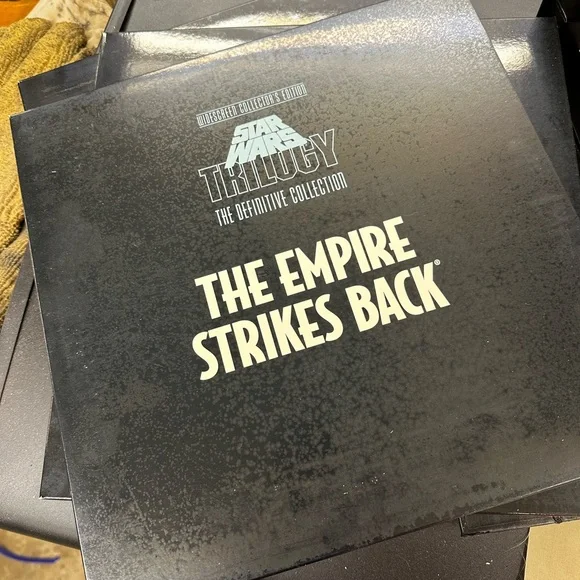 WIDESCREEN COLLECTOR'S EDITION
STAR
WARS
TRILOGY
THE DEFINITIVE COLLECTION
THE EMPIRE
STRIKES BACK®